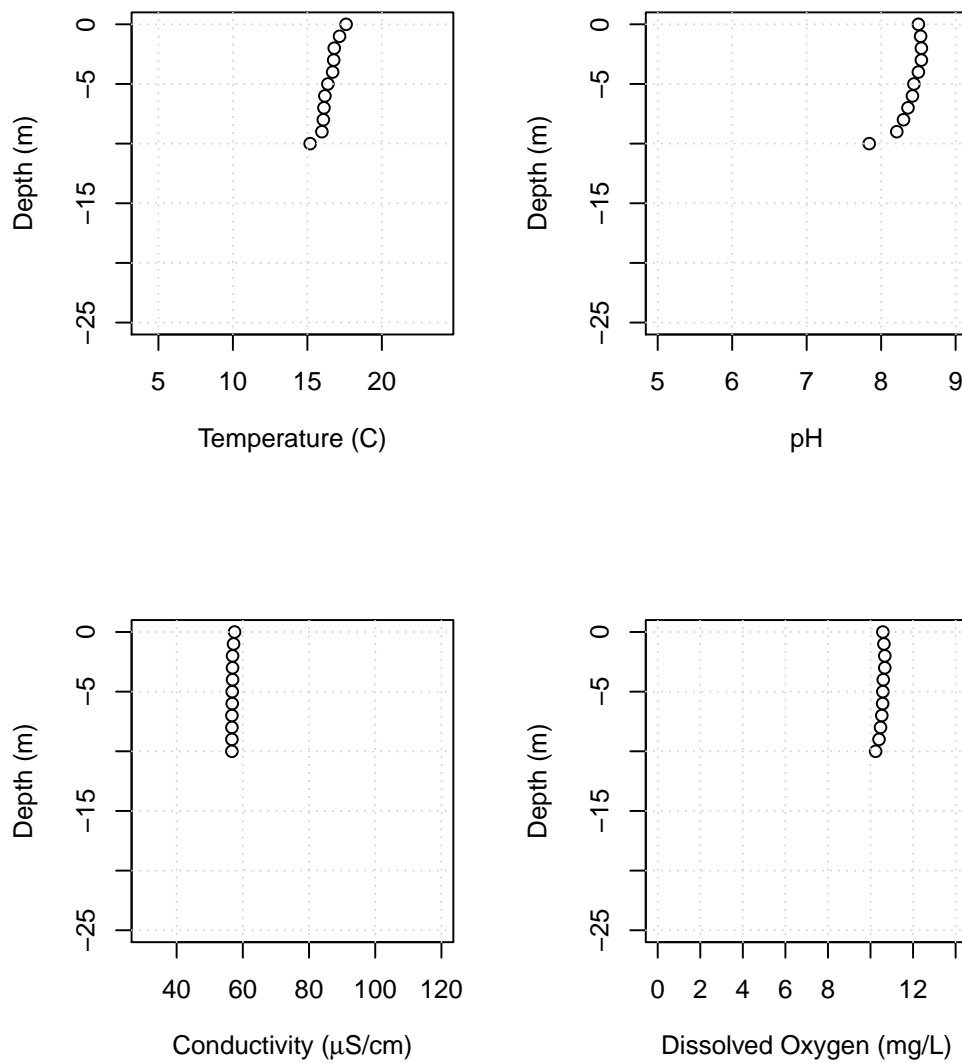 0
−5
−15
−25
Depth (m)
5 10 15 20
Temperature (C)
0
−5
−15
−25
Depth (m)
5 6 7 8 9
pH
0
−5
−15
−25
Depth (m)
40 60 80 100 120
Conductivity (μS/cm)
0
−5
−15
−25
Depth (m)
0 2 4 6 8 12
Dissolved Oxygen (mg/L)